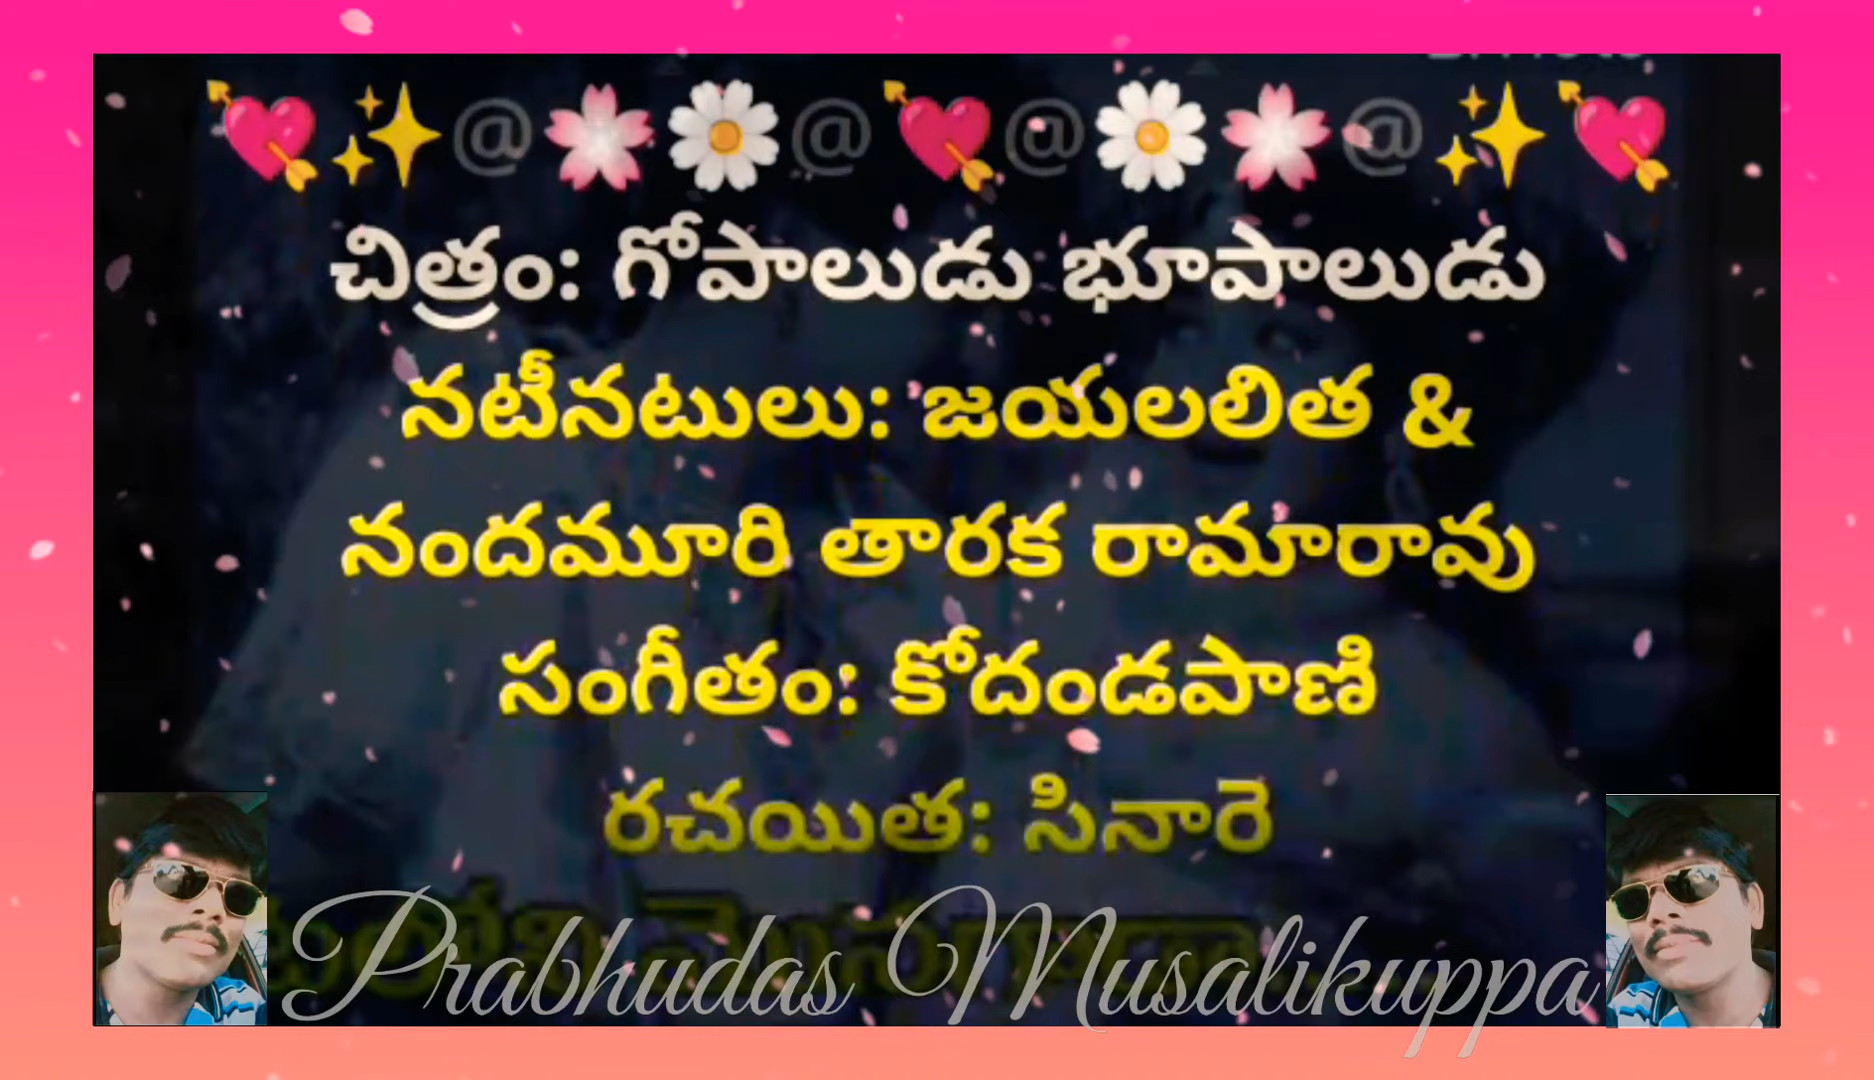 💘✨@🌸🌼@💘@🌼🌸@✨💘
చిత్రం: గోపాలుడు భూపాలుడు
నటీనటులు: జయలలిత &
నందమూరి తారక రామారావు
సంగీతం: కోదండపాణి
రచయిత: సినారె
Prabhudas Musalikuppa